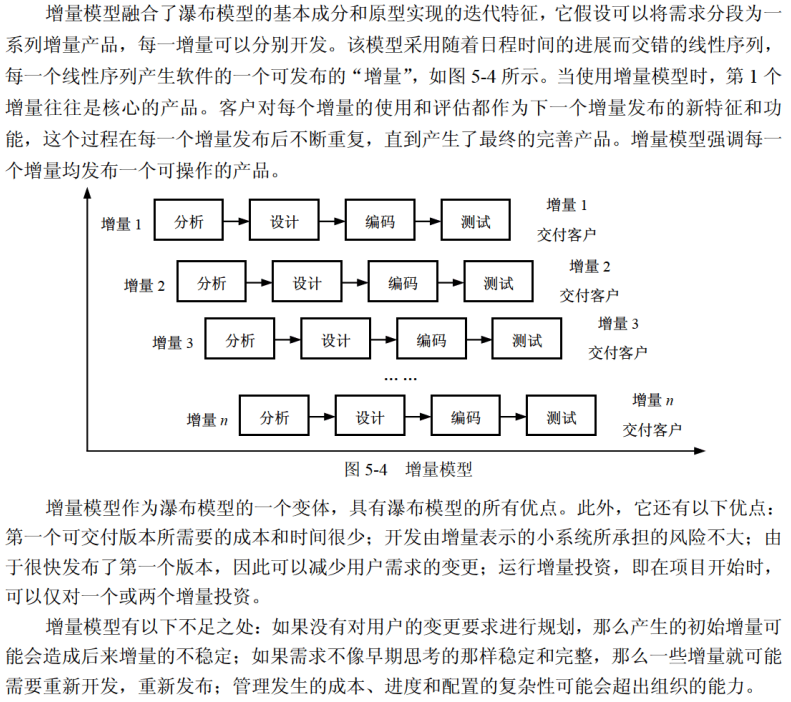 增量模型融合了瀑布模型的基本成分和原型实现的迭代特征，它假设可以将需求分段为一
系列增量产品，每一增量可以分别开发。该模型采用随着日程时间的进展而交错的线性序列，
每一个线性序列产生软件的一个可发布的“增量”，如图 5-4 所示。当使用增量模型时，第 1 个
增量往往是核心的产品。客户对每个增量的使用和评估都作为下一个增量发布的新特征和功
能，这个过程在每一个增量发布后不断重复，直到产生了最终的完善产品。增量模型强调每一
个增量均发布一个可操作的产品。
增量 1 分析 设计 编码 测试 增量 1
交付客户
增量 2 分析 设计 编码 测试 增量 2
交付客户
增量 3 分析 设计 编码 测试 增量 3
交付客户
… …
增量 n 分析 设计 编码 测试 增量 n
交付客户
图 5-4 增量模型
增量模型作为瀑布模型的一个变体，具有瀑布模型的所有优点。此外，它还有以下优点：
第一个可交付版本所需要的成本和时间很少；开发由增量表示的小系统所承担的风险不大；由
于很快发布了第一个版本，因此可以减少用户需求的变更；运行增量投资，即在项目开始时，
可以仅对一个或两个增量投资。
增量模型有以下不足之处：如果没有对用户的变更要求进行规划，那么产生的初始增量可
能会造成后来增量的不稳定；如果需求不像早期思考的那样稳定和完整，那么一些增量就可能
需要重新开发，重新发布；管理发生的成本、进度和配置的复杂性可能会超出组织的能力。